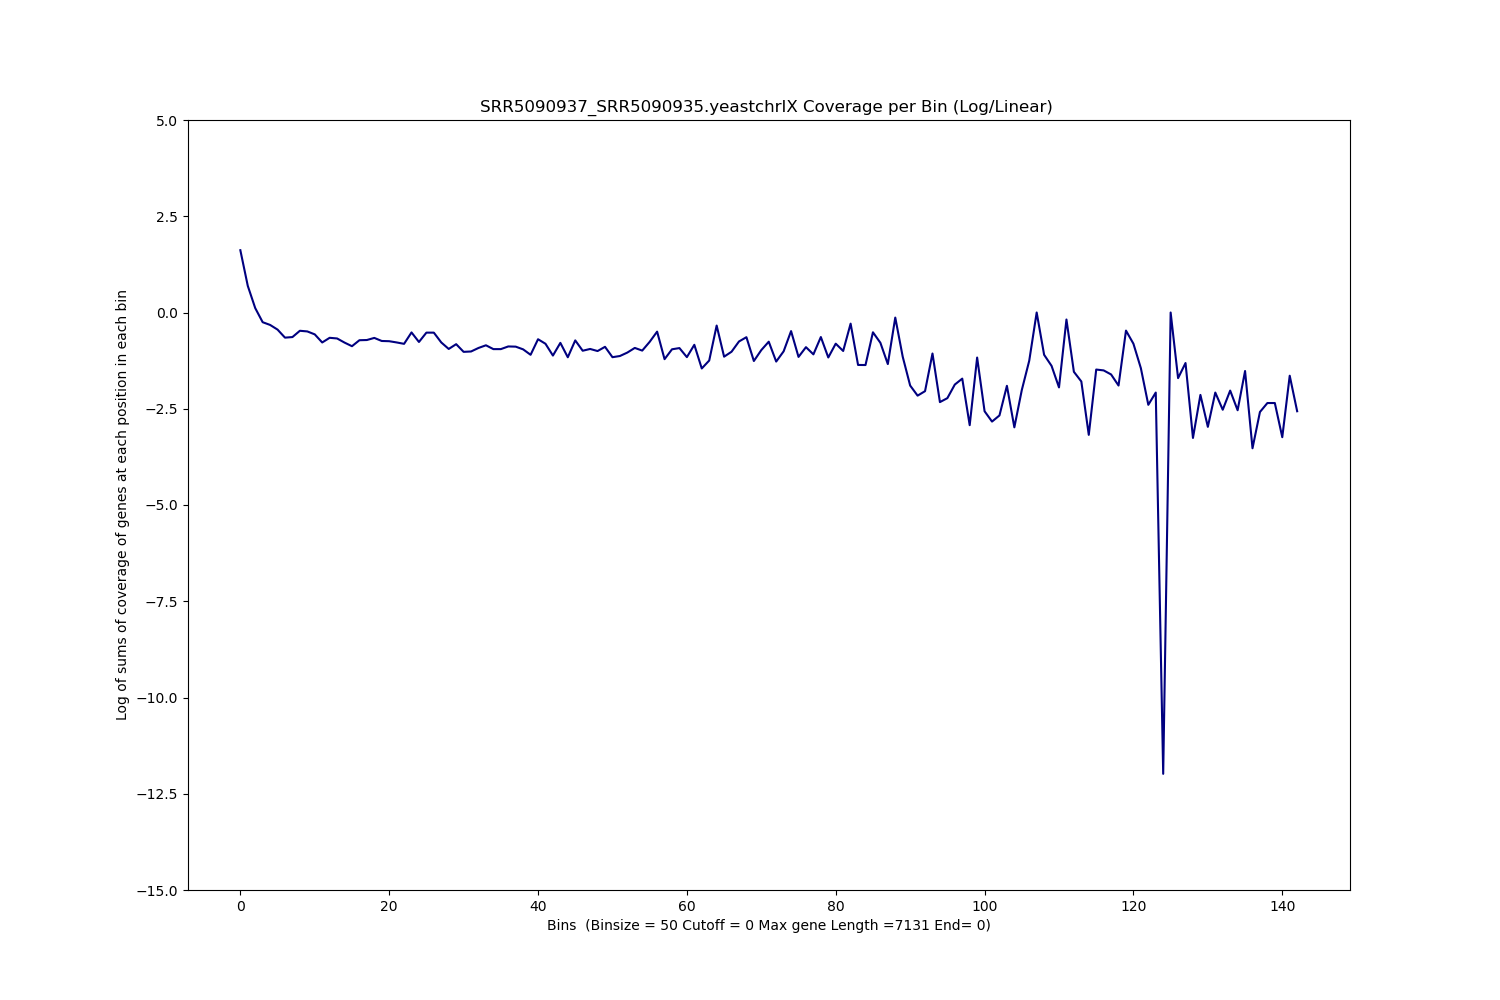 SRR5090937_SRR5090935.yeastchrIX Coverage per Bin (Log/Linear)
5.0
2.5
0.0
−2.5
−5.0
−7.5
−10.0
−12.5
−15.0
Log of sums of coverage of genes at each position in each bin
0 20 40 60 80 100 120 140
Bins  (Binsize = 50 Cutoff = 0 Max gene Length =7131 End= 0)